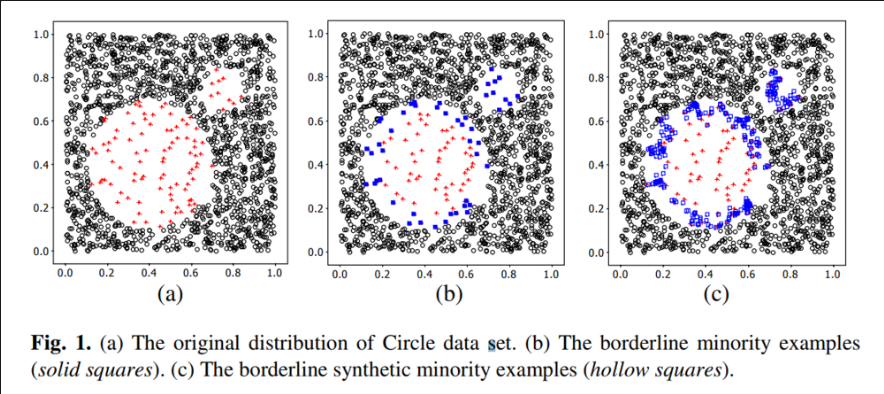 1.0
0.8
0.6
0.4
0.2
0.0
0.0 0.2 0.4 0.6 0.8 1.0
(a)
1.0
0.8
0.6
0.4
0.2
0.0
0.0 0.2 0.4 0.6 0.8 1.0
(b)
1.0
0.8
0.6
0.4
0.2
0.0
0.0 0.2 0.4 0.6 0.8 1.0
(c)
Fig. 1. (a) The original distribution of Circle data set. (b) The borderline minority examples
(solid squares). (c) The borderline synthetic minority examples (hollow squares).